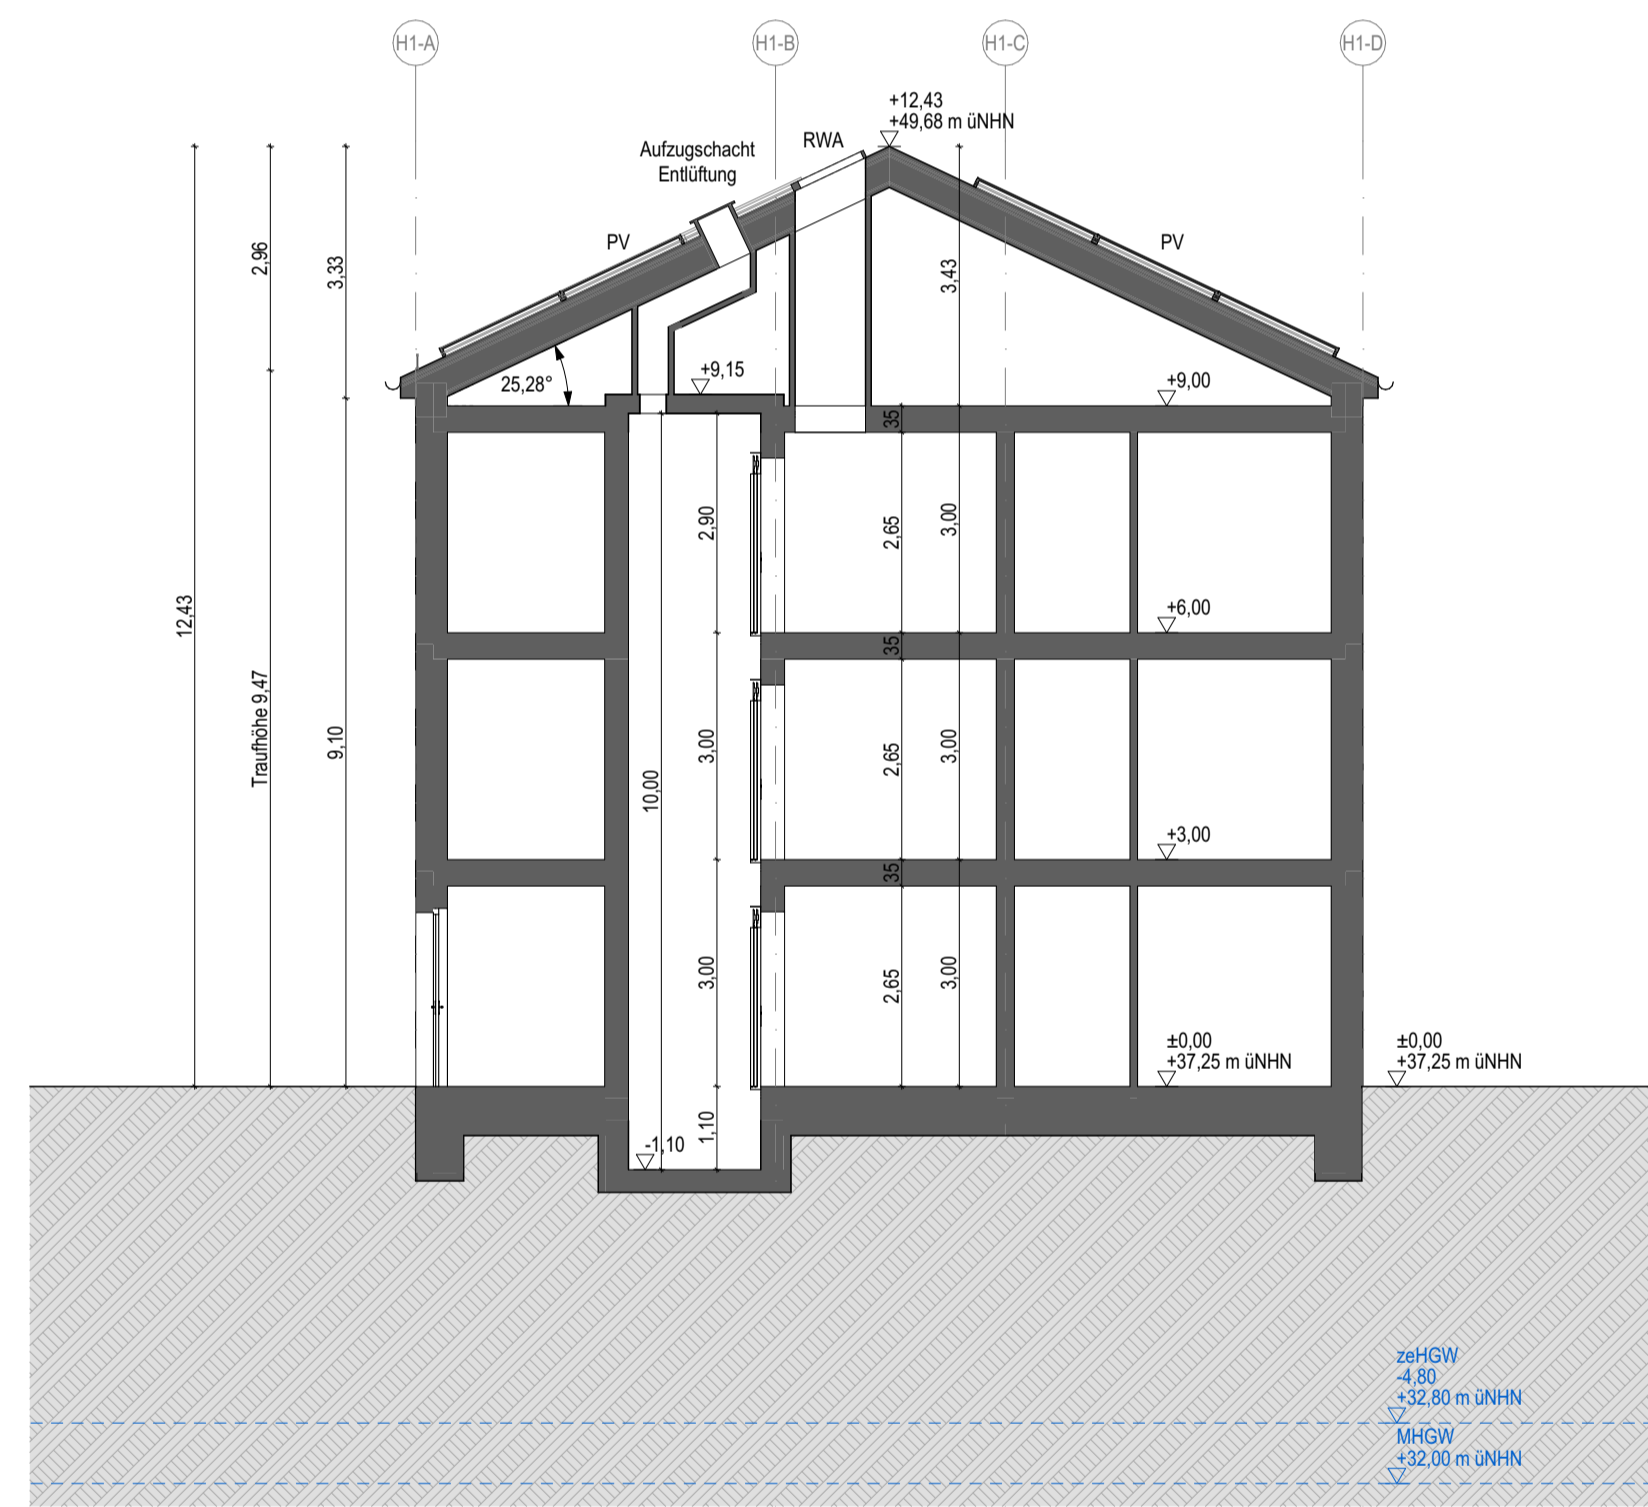 H1-A
H1-B
H1-C
H1-D
+12,43
+49,68 m üNHN
Aufzugschacht
Entlüftung
RWA
PV
PV
2,96
3,33
3,43
25,28°
+9,15
+9,00
35
12,43
Traufhöhe 9,47
9,10
2,90
2,65
3,00
+6,00
35
10,00
3,00
2,65
3,00
+3,00
35
3,00
2,65
3,00
±0,00
+37,25 m üNHN
±0,00
+37,25 m üNHN
-1,10
1,10
zeHGW
-4,80
+32,80 m üNHN
MHGW
+32,00 m üNHN